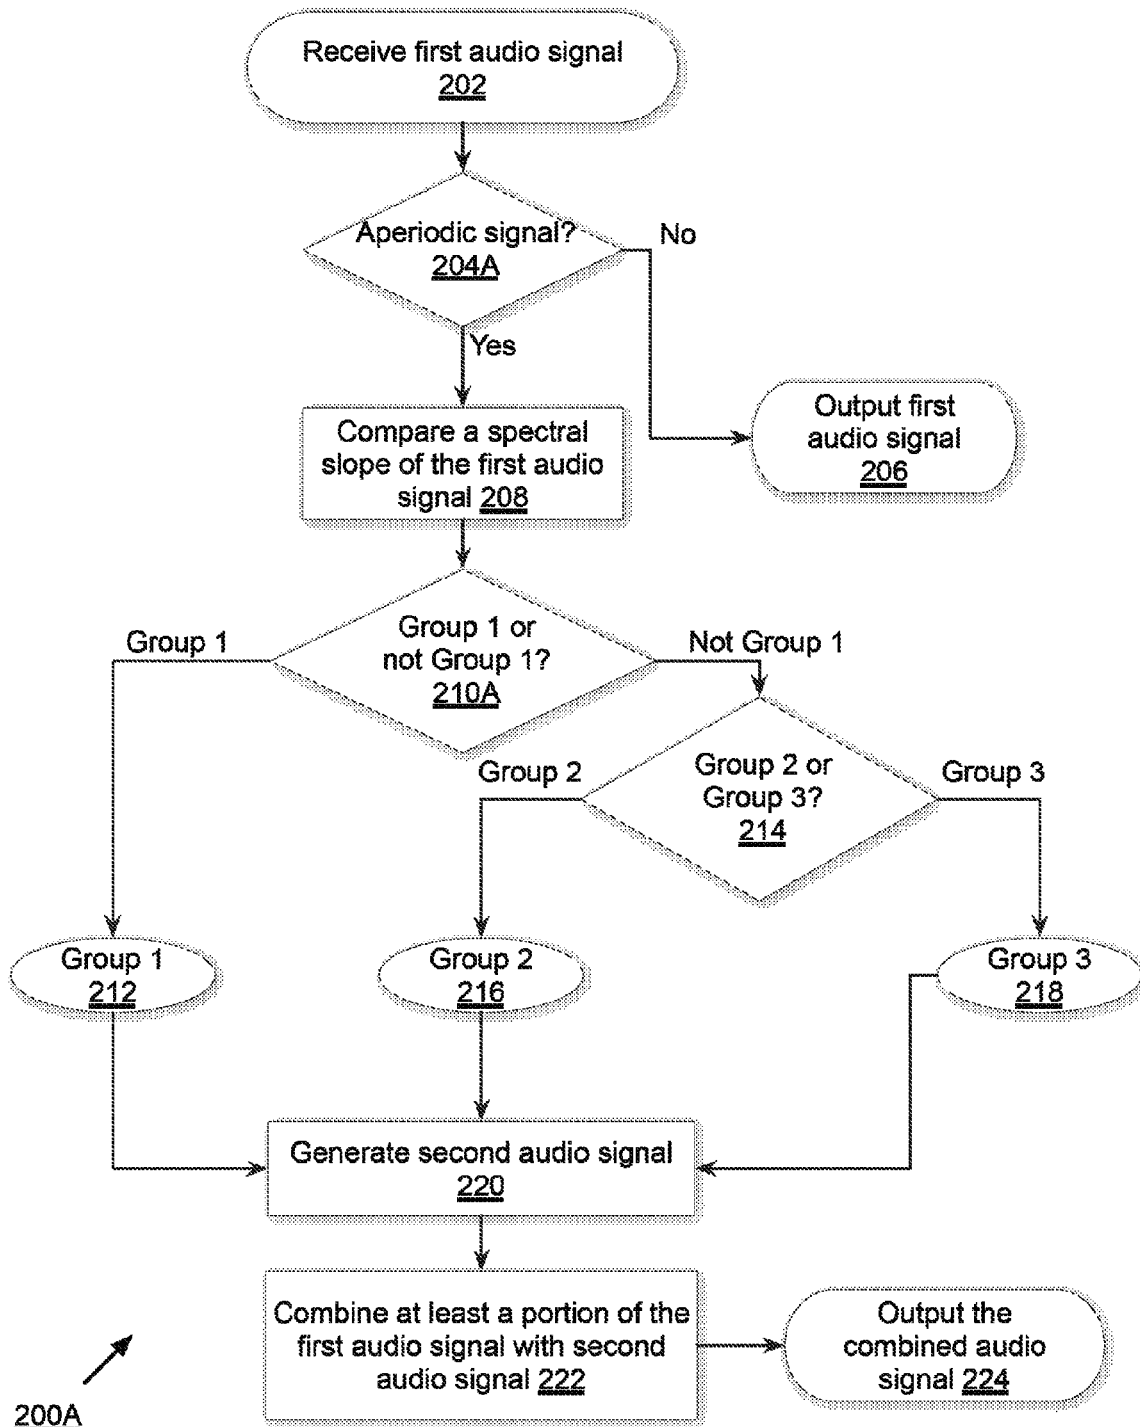 Receive first audio signal
202
Aperiodic signal?
204A
No
Yes
Output first
audio signal
206
Compare a spectral
slope of the first audio
signal 208
Group 1
Group 1 or
not Group 1?
210A
Not Group 1
Group 2
Group 2 or
Group 3?
214
Group 3
Group 1
212
Group 2
216
Group 3
218
Generate second audio signal
220
Combine at least a portion of the
first audio signal with second
audio signal 222
Output the
combined audio
signal 224
200A